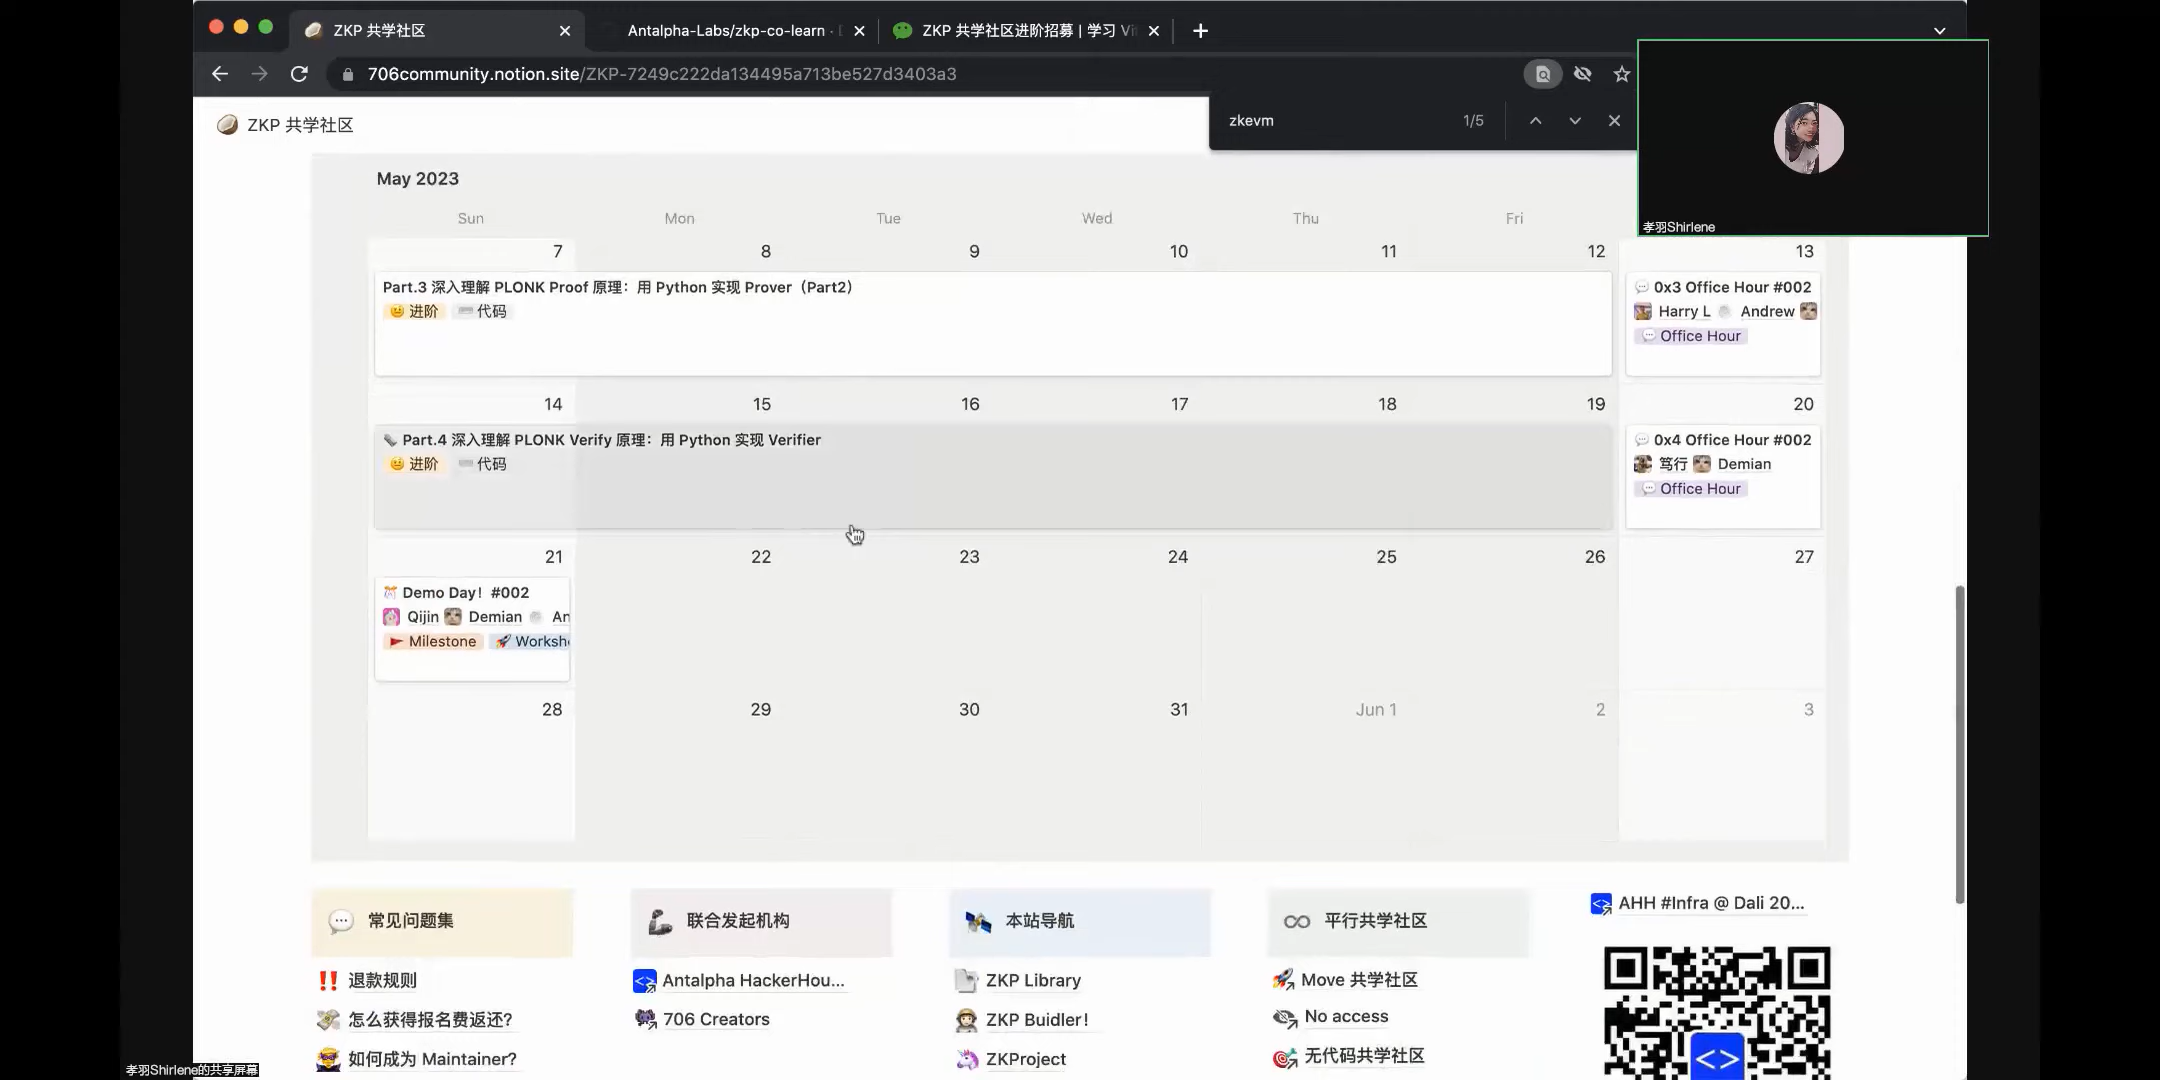 ZKP 共学社区
Antalpha-Labs/zkp-co-learn ·
ZKP 共学社区进阶招募 | 学习 Vi
706community.notion.site/ZKP-7249c222da134495a713be527d3403a3
ZKP 共学社区
zkevm 1/5
孝羽Shirlene
May 2023
Sun Mon Tue Wed Thu Fri
7 8 9 10 11 12 13
Part.3 深入理解 PLONK Proof 原理：用 Python 实现 Prover（Part2）
进阶 代码
0x3 Office Hour #002
Harry L Andrew
Office Hour
14 15 16 17 18 19 20
Part.4 深入理解 PLONK Verify 原理：用 Python 实现 Verifier
进阶 代码
0x4 Office Hour #002
笃行 Demian
Office Hour
21 22 23 24 25 26 27
Demo Day！#002
Qijin Demian An
Milestone Worksh
28 29 30 31 Jun 1 2 3
常见问题集
退款规则
怎么获得报名费返还？
如何成为 Maintainer?
联合发起机构
Antalpha HackerHou...
706 Creators
本站导航
ZKP Library
ZKP Buidler!
ZKProject
平行共学社区
Move 共学社区
No access
无代码共学社区
AHH #Infra @ Dali 20...
孝羽Shirlene的共享屏幕